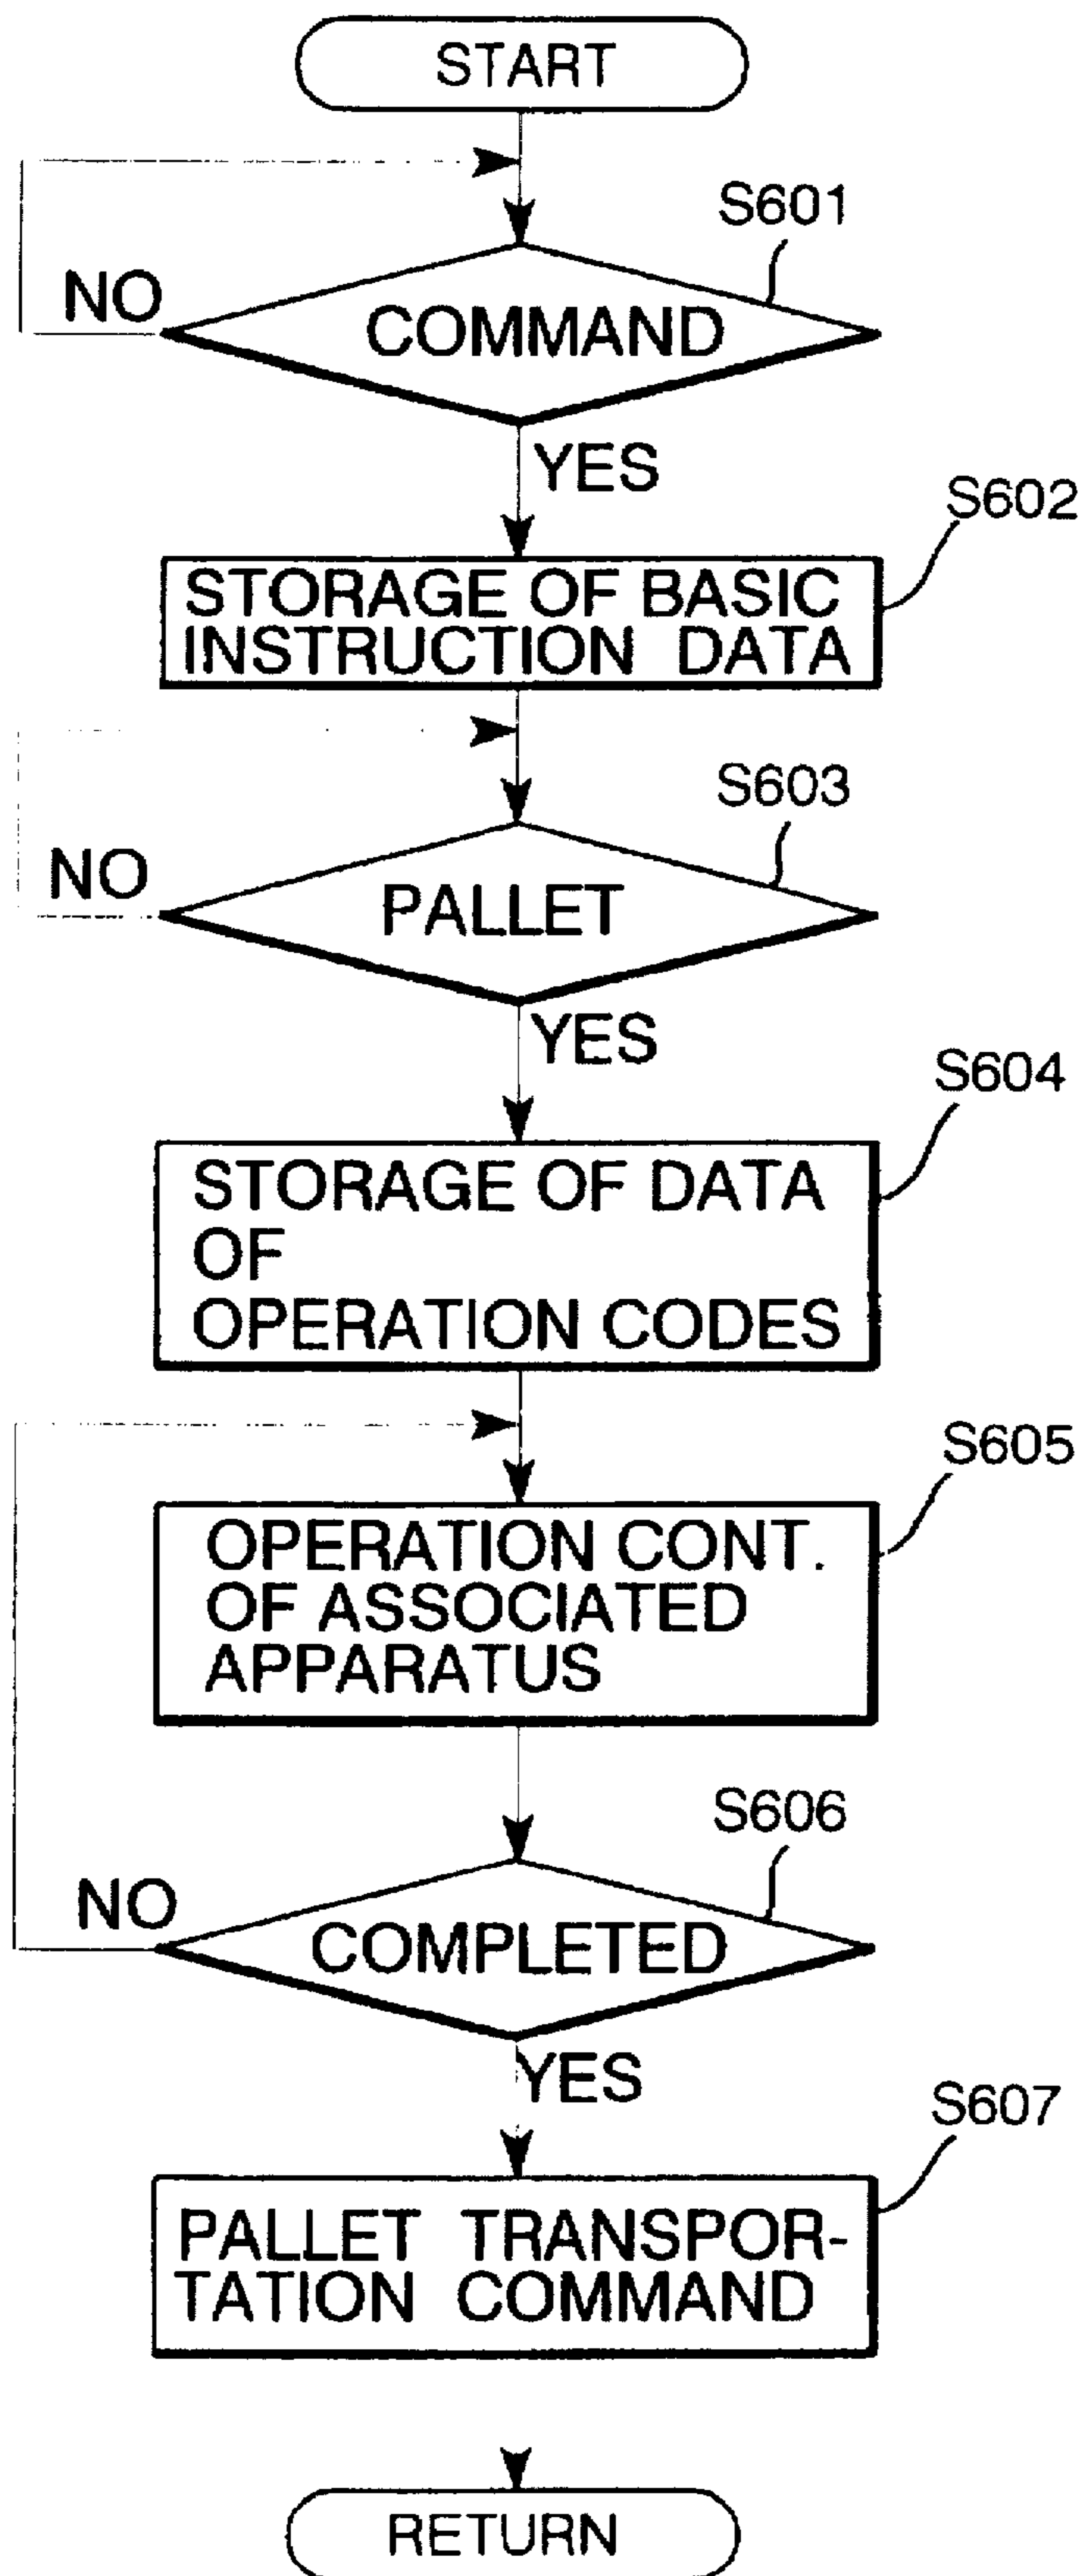 START
S601
NO
COMMAND
YES
S602
STORAGE OF BASIC
INSTRUCTION DATA
S603
NO
PALLET
YES
S604
STORAGE OF DATA
OF
OPERATION CODES
S605
OPERATION CONT.
OF ASSOCIATED
APPARATUS
S606
NO
COMPLETED
YES
S607
PALLET TRANSPOR-
TATION COMMAND
RETURN